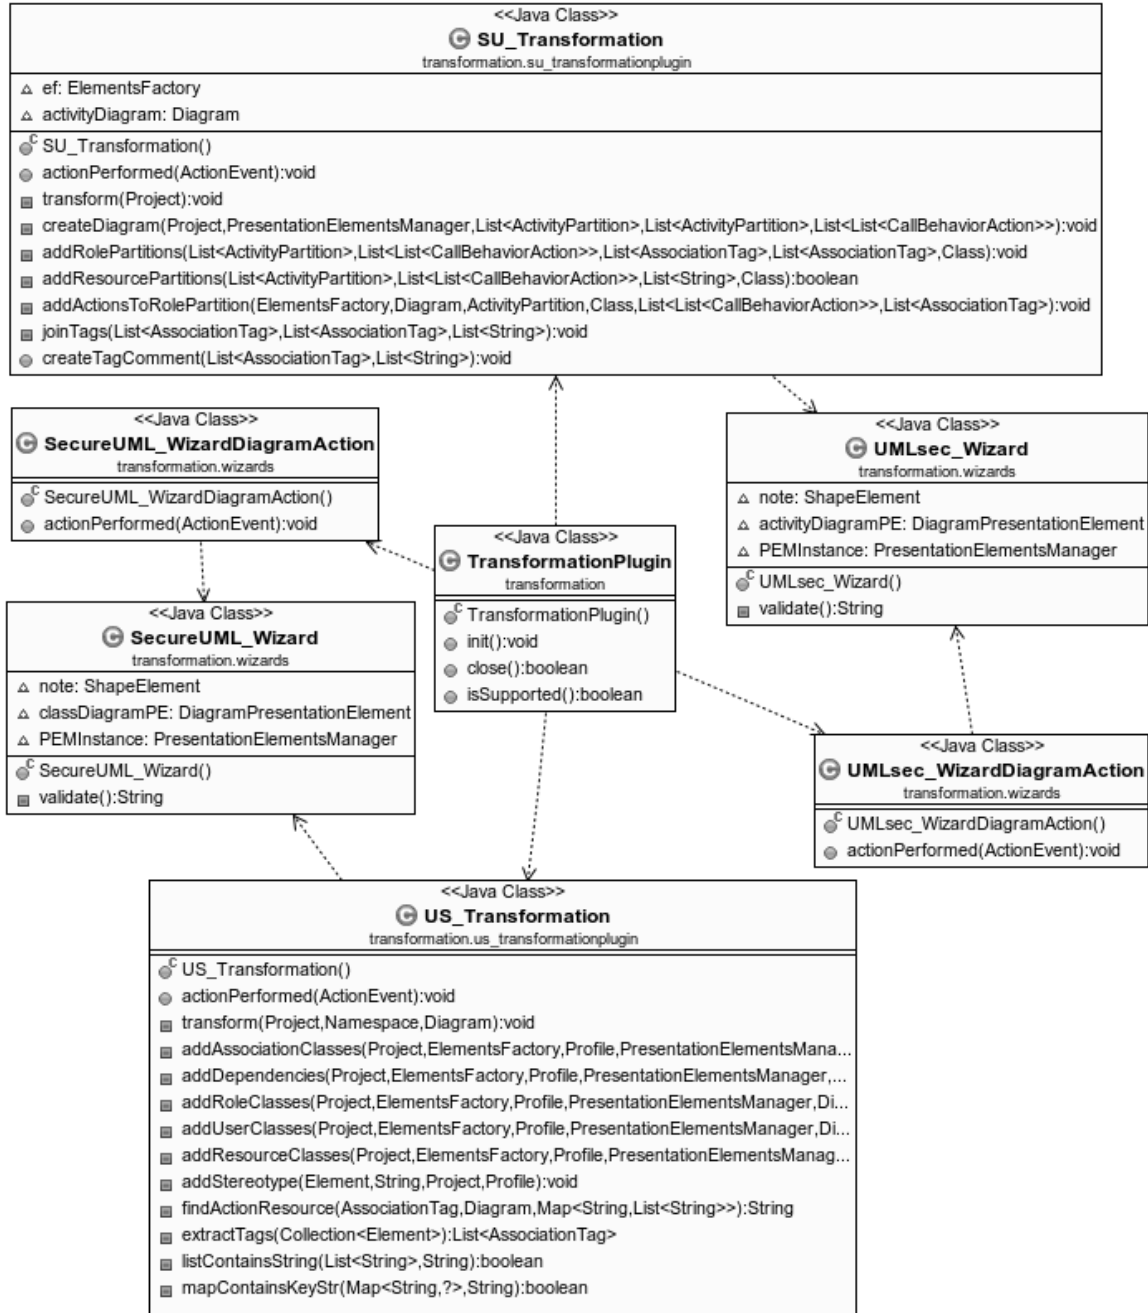 <<Java Class>>
SU_Transformation
transformation.su_transformationplugin
ef: ElementsFactory
activityDiagram: Diagram
SU_Transformation()
actionPerformed(ActionEvent):void
transform(Project):void
createDiagram(Project,PresentationElementsManager,List<ActivityPartition>,List<ActivityPartition>,List<List<CallBehaviorAction>>):void
addRolePartitions(List<ActivityPartition>,List<List<CallBehaviorAction>>,List<AssociationTag>,List<AssociationTag>,Class):void
addResourcePartitions(List<ActivityPartition>,List<List<CallBehaviorAction>>,List<String>,Class):boolean
addActionsToRolePartition(ElementsFactory,Diagram,ActivityPartition,Class,List<List<CallBehaviorAction>>,List<AssociationTag>):void
joinTags(List<AssociationTag>,List<AssociationTag>,List<String>):void
createTagComment(List<AssociationTag>,List<String>):void
<<Java Class>>
SecureUML_WizardDiagramAction
transformation.wizards
SecureUML_WizardDiagramAction()
actionPerformed(ActionEvent):void
<<Java Class>>
UMLsec_Wizard
transformation.wizards
note: ShapeElement
activityDiagramPE: DiagramPresentationElement
PEMInstance: PresentationElementsManager
UMLsec_Wizard()
validate():String
<<Java Class>>
TransformationPlugin
transformation
TransformationPlugin()
init():void
close():boolean
isSupported():boolean
<<Java Class>>
SecureUML_Wizard
transformation.wizards
note: ShapeElement
classDiagramPE: DiagramPresentationElement
PEMInstance: PresentationElementsManager
SecureUML_Wizard()
validate():String
<<Java Class>>
UMLsec_WizardDiagramAction
transformation.wizards
UMLsec_WizardDiagramAction()
actionPerformed(ActionEvent):void
<<Java Class>>
US_Transformation
transformation.us_transformationplugin
US_Transformation()
actionPerformed(ActionEvent):void
transform(Project,Namespace,Diagram):void
addAssociationClasses(Project,ElementsFactory,Profile,PresentationElementsMana...
addDependencies(Project,ElementsFactory,Profile,PresentationElementsManager,...
addRoleClasses(Project,ElementsFactory,Profile,PresentationElementsManager,Di...
addUserClasses(Project,ElementsFactory,Profile,PresentationElementsManager,Di...
addResourceClasses(Project,ElementsFactory,Profile,PresentationElementsManag...
addStereotype(Element,String,Project,Profile):void
findActionResource(AssociationTag,Diagram,Map<String,List<String>>):String
extractTags(Collection<Element>):List<AssociationTag>
listContainsString(List<String>,String):boolean
mapContainsKeyStr(Map<String,?>,String):boolean